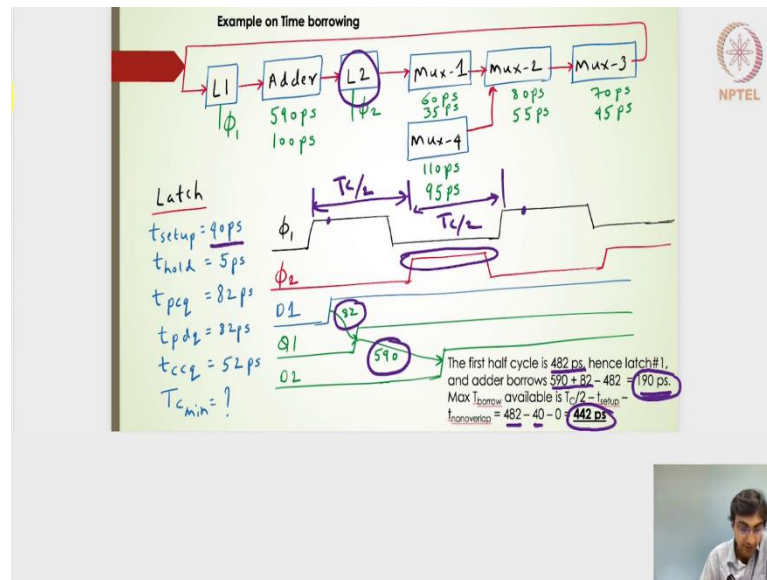 Example on Time borrowing
NPTEL
L1
Adder
L2
Mux-1
Mux-2
Mux-3
ϕ1
590ps
100ps
ϕ2
60ps
35ps
80ps
55ps
70ps
45ps
Mux-4
110ps
95ps
Latch
tsetup = 40ps
thold = 5ps
tpcq = 82ps
tpdq = 82ps
tccq = 52ps
Tcmin = ?
Tc/2
Tc/2
ϕ1
ϕ2
D1
82
Q1
590
D2
The first half cycle is 482 ps, hence latch#1,
and adder borrows 590 + 82 – 482 = 190 ps.
Max Tborrow available is TC/2 – tsetup –
tnonoverlap = 482 – 40 – 0 = 442 ps